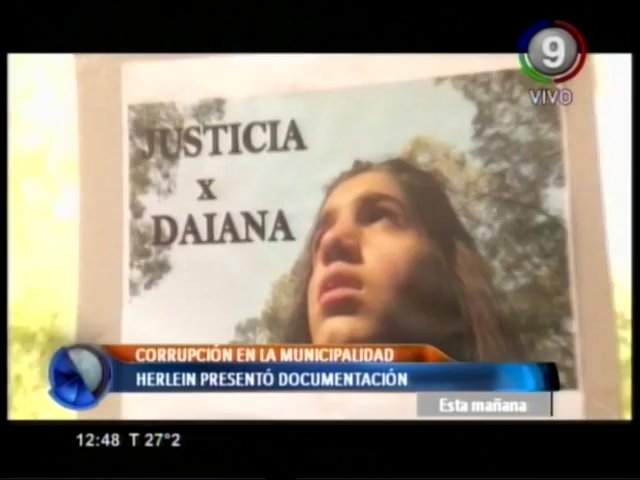 9
VIVO
JUSTICIA
x
DAIANA
CORRUPCIÓN EN LA MUNICIPALIDAD
HERLEIN PRESENTÓ DOCUMENTACIÓN
Esta mañana
12:48 T 27°2